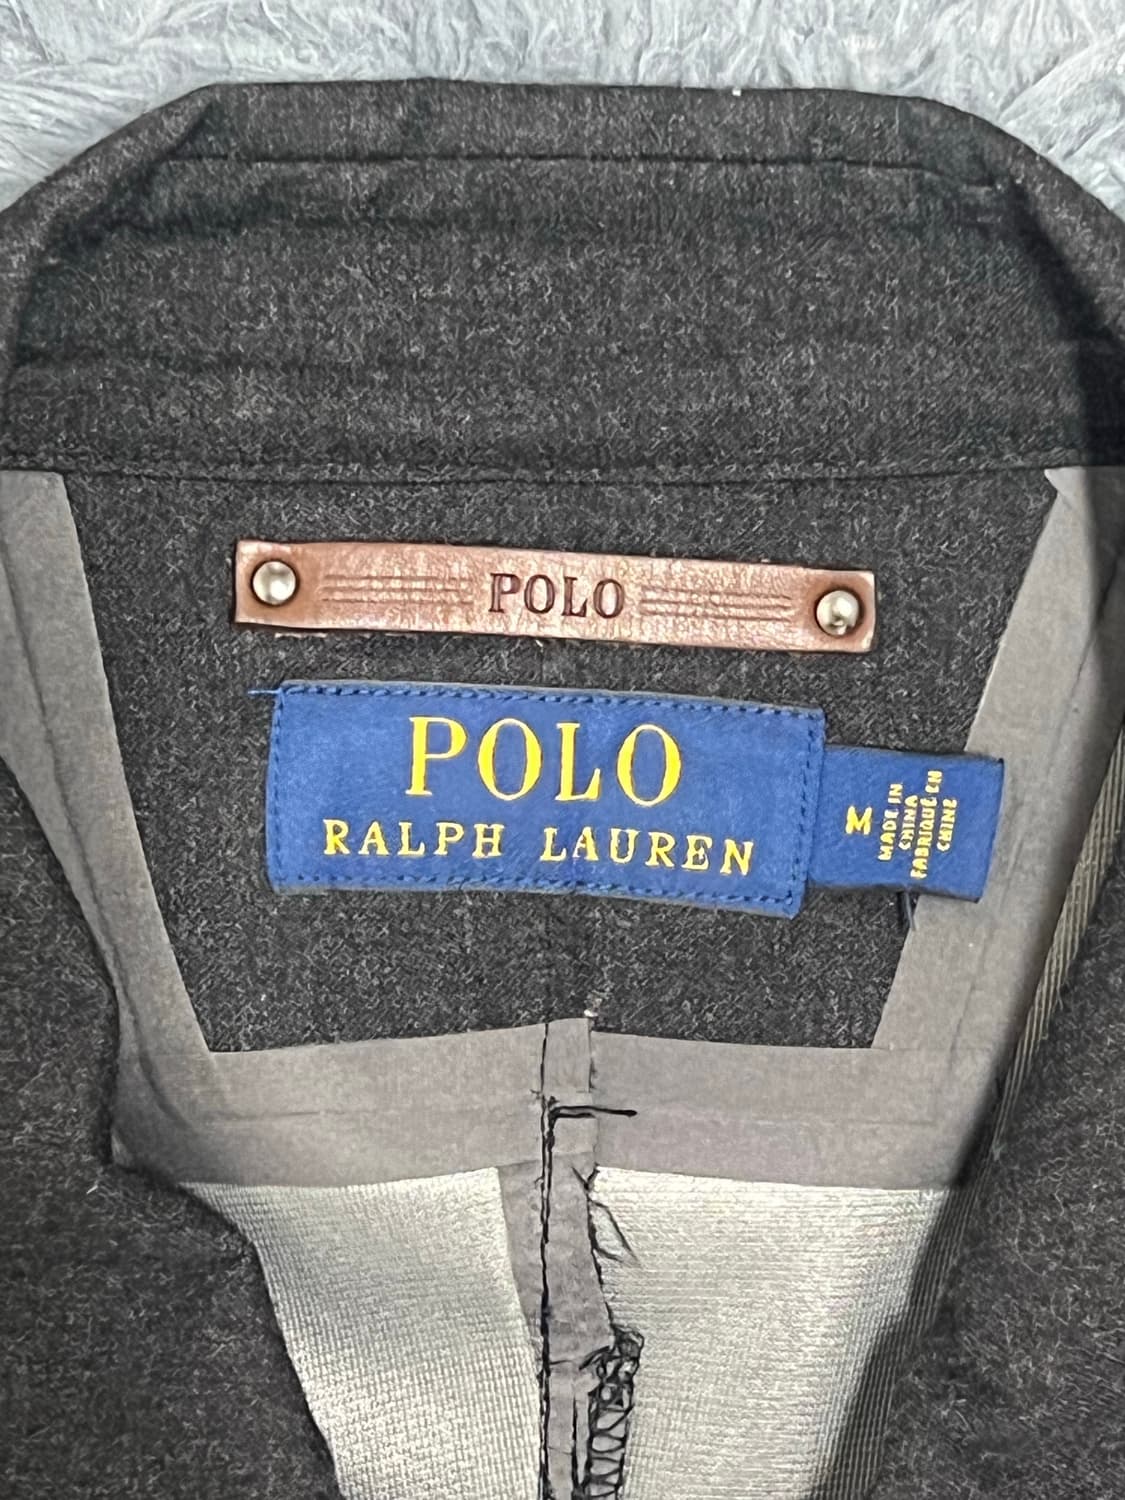 POLO
POLO
RALPH LAUREN
M
MADE IN
CHINA
FABRIQUÉ EN
CHINE